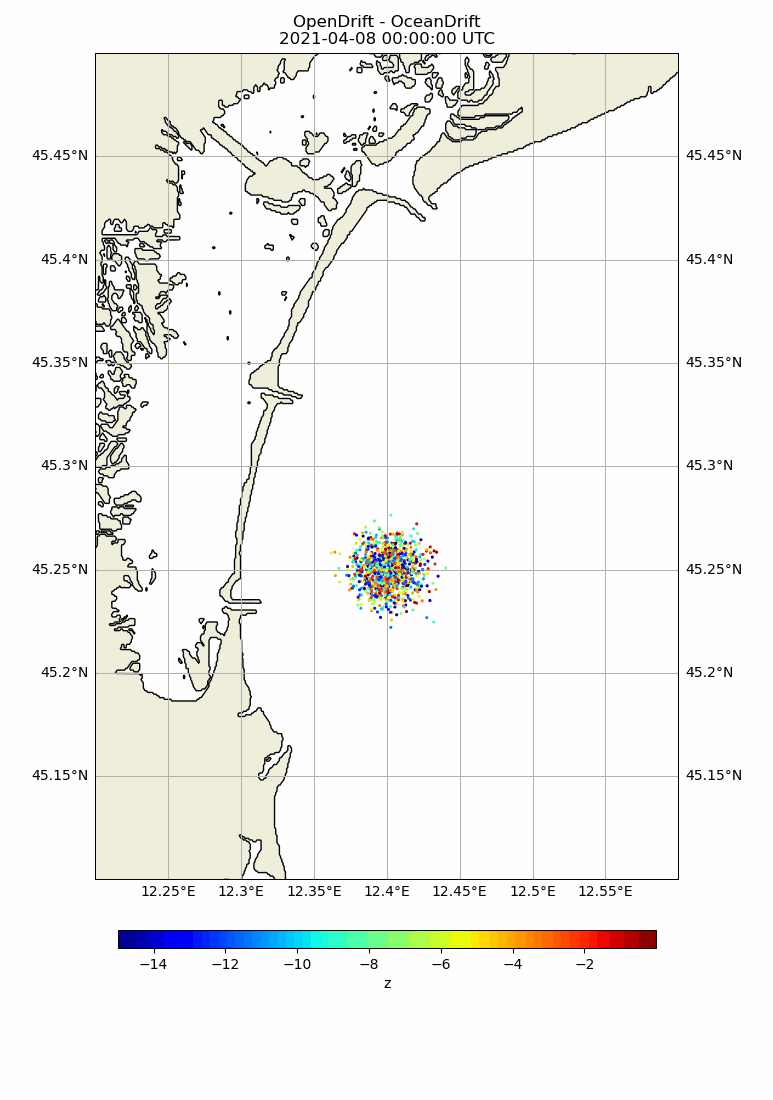 OpenDrift - OceanDrift
2021-04-08 00:00:00 UTC
45.45°N 45.45°N
45.4°N 45.4°N
45.35°N 45.35°N
45.3°N 45.3°N
45.25°N 45.25°N
45.2°N 45.2°N
45.15°N 45.15°N
12.25°E 12.3°E 12.35°E 12.4°E 12.45°E 12.5°E 12.55°E
−14 −12 −10 −8 −6 −4 −2
z